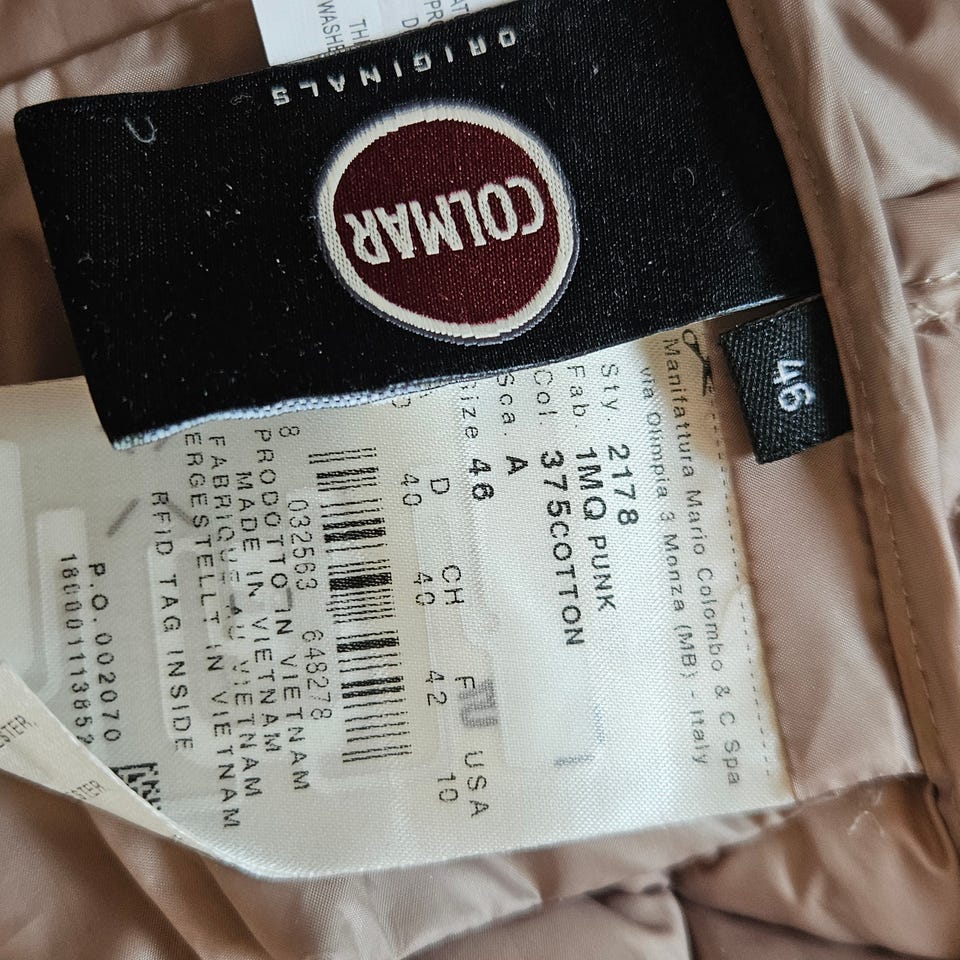 ORIGINALS
COLMAR
46
Manifattura Mario Colombo & C Spa
via Olimpia 3 Monza (MB) - Italy
Sty. 2178
Fab. 1MQ PUNK
Col. 375COTTON
Sca. A
Size 46
D CH F USA
40 40 42 10
8 032563 648278
PRODOTTO IN VIETNAM
MADE IN VIETNAM
FABRIQUE AU VIETNAM
ERGESTELLT IN VIETNAM
RFID TAG INSIDE
P.O. 002070
1800011138